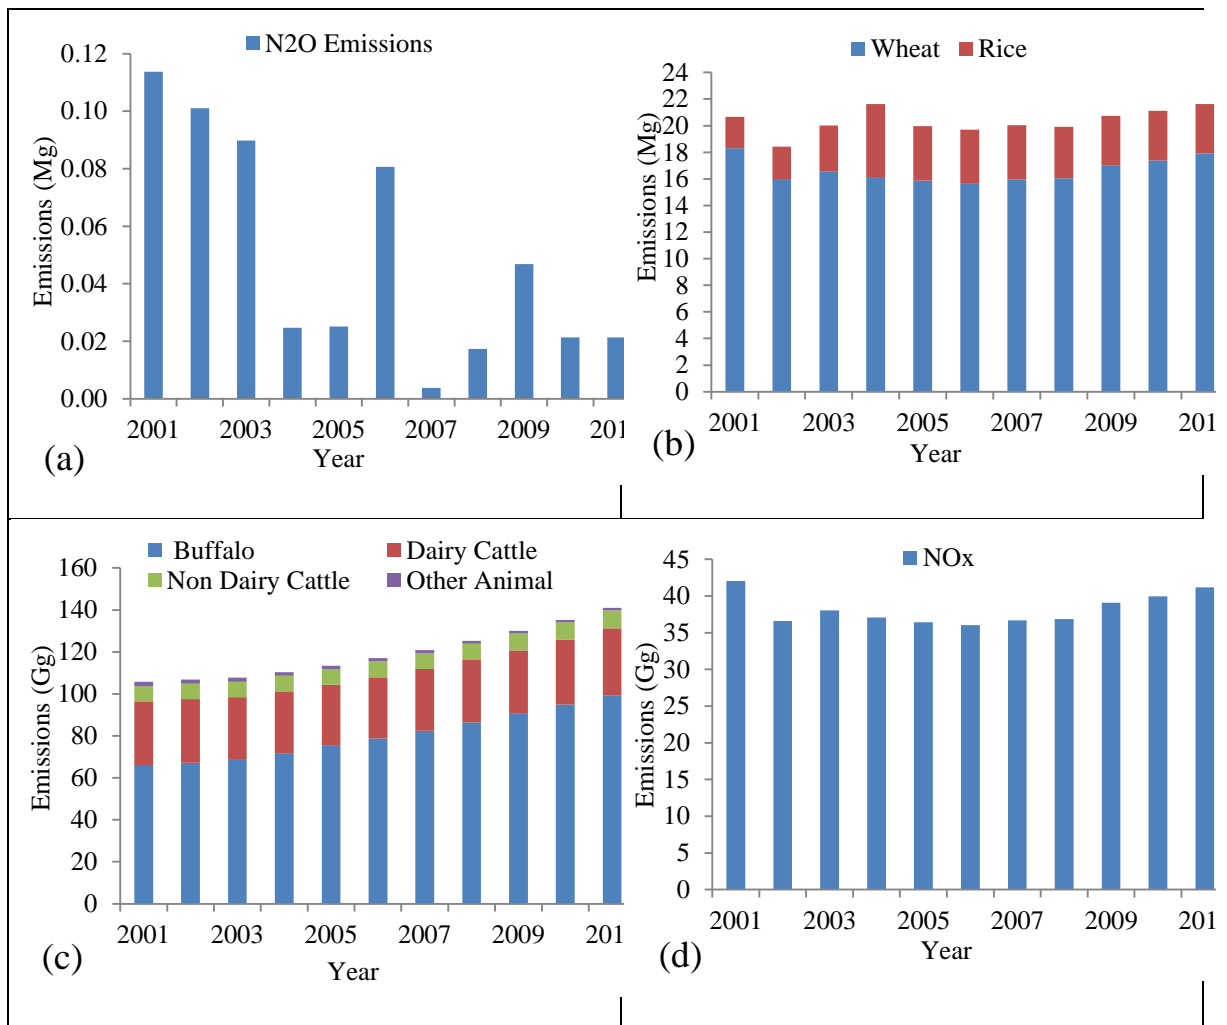 N2O Emissions
0.12
0.10
0.08
0.06
0.04
0.02
0.00
Emissions (Mg)
2001 2003 2005 2007 2009 201
Year
(a)
Wheat Rice
24
22
20
18
16
14
12
10
8
6
4
2
0
Emissions (Mg)
2001 2003 2005 2007 2009 201
Year
(b)
Buffalo Dairy Cattle
Non Dairy Cattle Other Animal
160
140
120
100
80
60
40
20
0
Emissions (Gg)
2001 2003 2005 2007 2009 201
Year
(c)
NOx
45
40
35
30
25
20
15
10
5
0
Emissions (Gg)
2001 2003 2005 2007 2009 201
Year
(d)